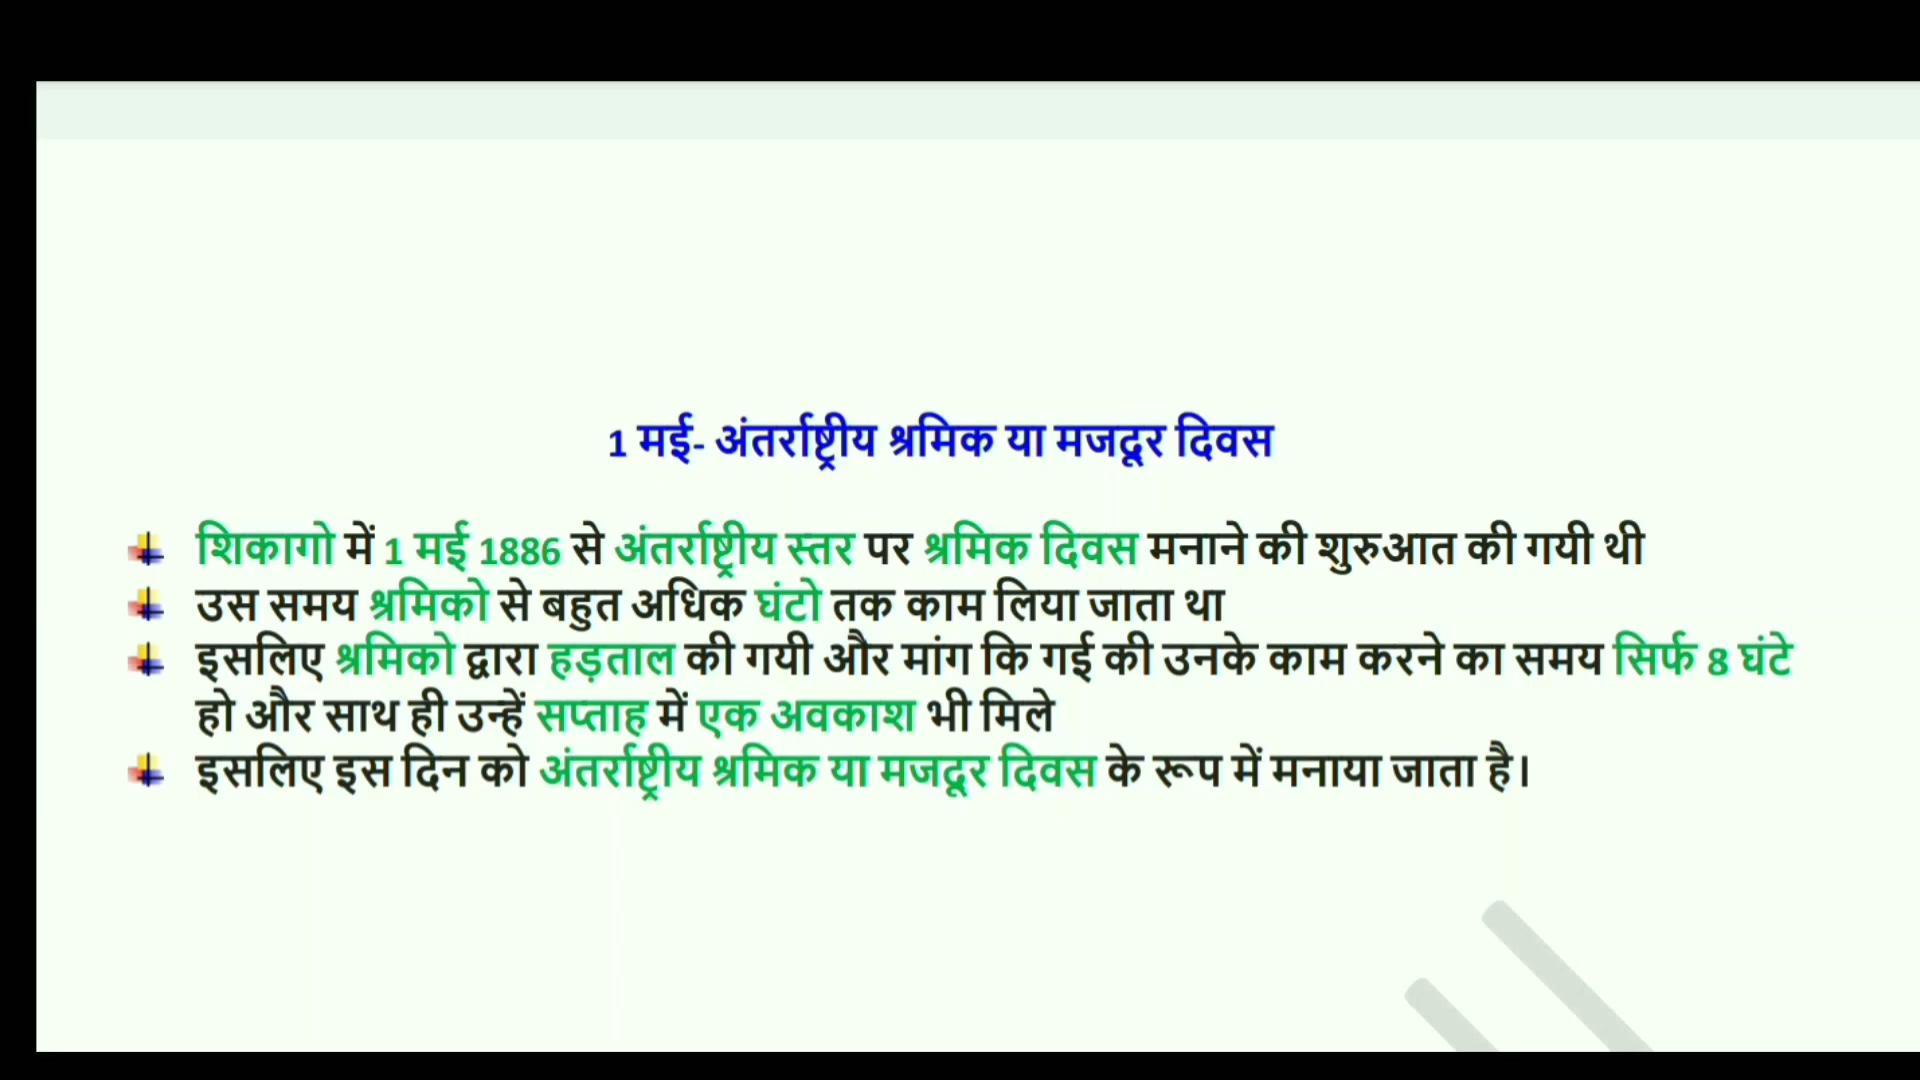 1 मई- अंतर्राष्ट्रीय श्रमिक या मजदूर दिवस
शिकागो में 1 मई 1886 से अंतर्राष्ट्रीय स्तर पर श्रमिक दिवस मनाने की शुरुआत की गयी थी
उस समय श्रमिको से बहुत अधिक घंटो तक काम लिया जाता था
इसलिए श्रमिको द्वारा हड़ताल की गयी और मांग कि गई की उनके काम करने का समय सिर्फ 8 घंटे
हो और साथ ही उन्हें सप्ताह में एक अवकाश भी मिले
इसलिए इस दिन को अंतर्राष्ट्रीय श्रमिक या मजदूर दिवस के रूप में मनाया जाता है।